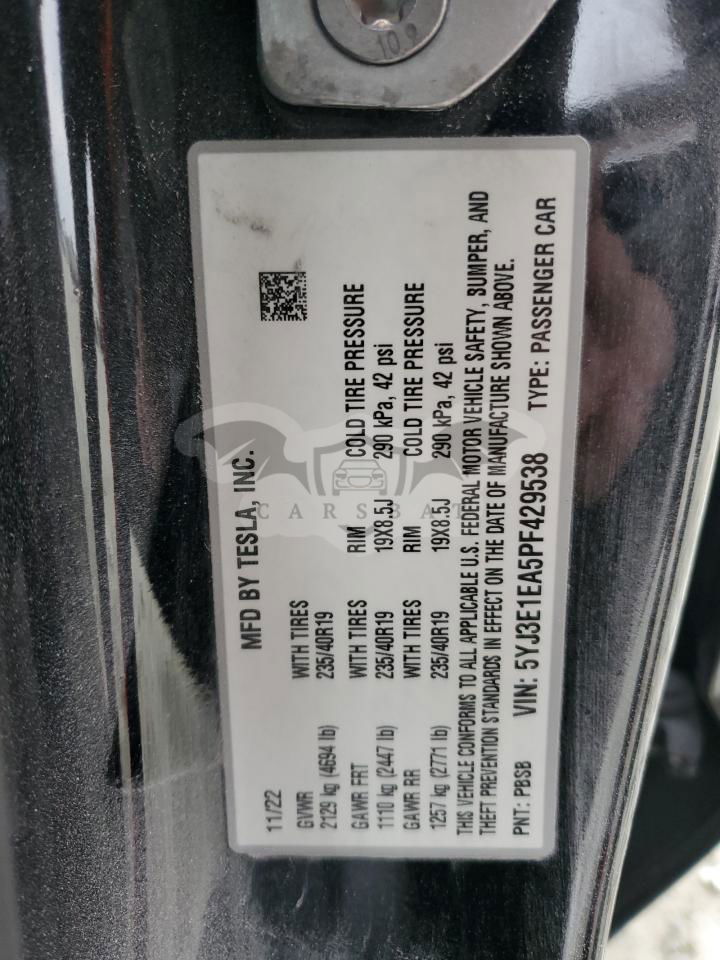 10.9
MFD BY TESLA, INC.
11/22
GVWR WITH TIRES
2129 kg (4694 lb) 235/40R19
GAWR FRT WITH TIRES RIM COLD TIRE PRESSURE
1110 kg (2447 lb) 235/40R19 19X8.5J 290 kPa, 42 psi
GAWR RR WITH TIRES RIM COLD TIRE PRESSURE
1257 kg (2771 lb) 235/40R19 19X8.5J 290 kPa, 42 psi
THIS VEHICLE CONFORMS TO ALL APPLICABLE U.S. FEDERAL MOTOR VEHICLE SAFETY, BUMPER, AND
THEFT PREVENTION STANDARDS IN EFFECT ON THE DATE OF MANUFACTURE SHOWN ABOVE.
PNT: PBSB VIN: 5YJ3E1EA5PF429538 TYPE: PASSENGER CAR
CARSBAT